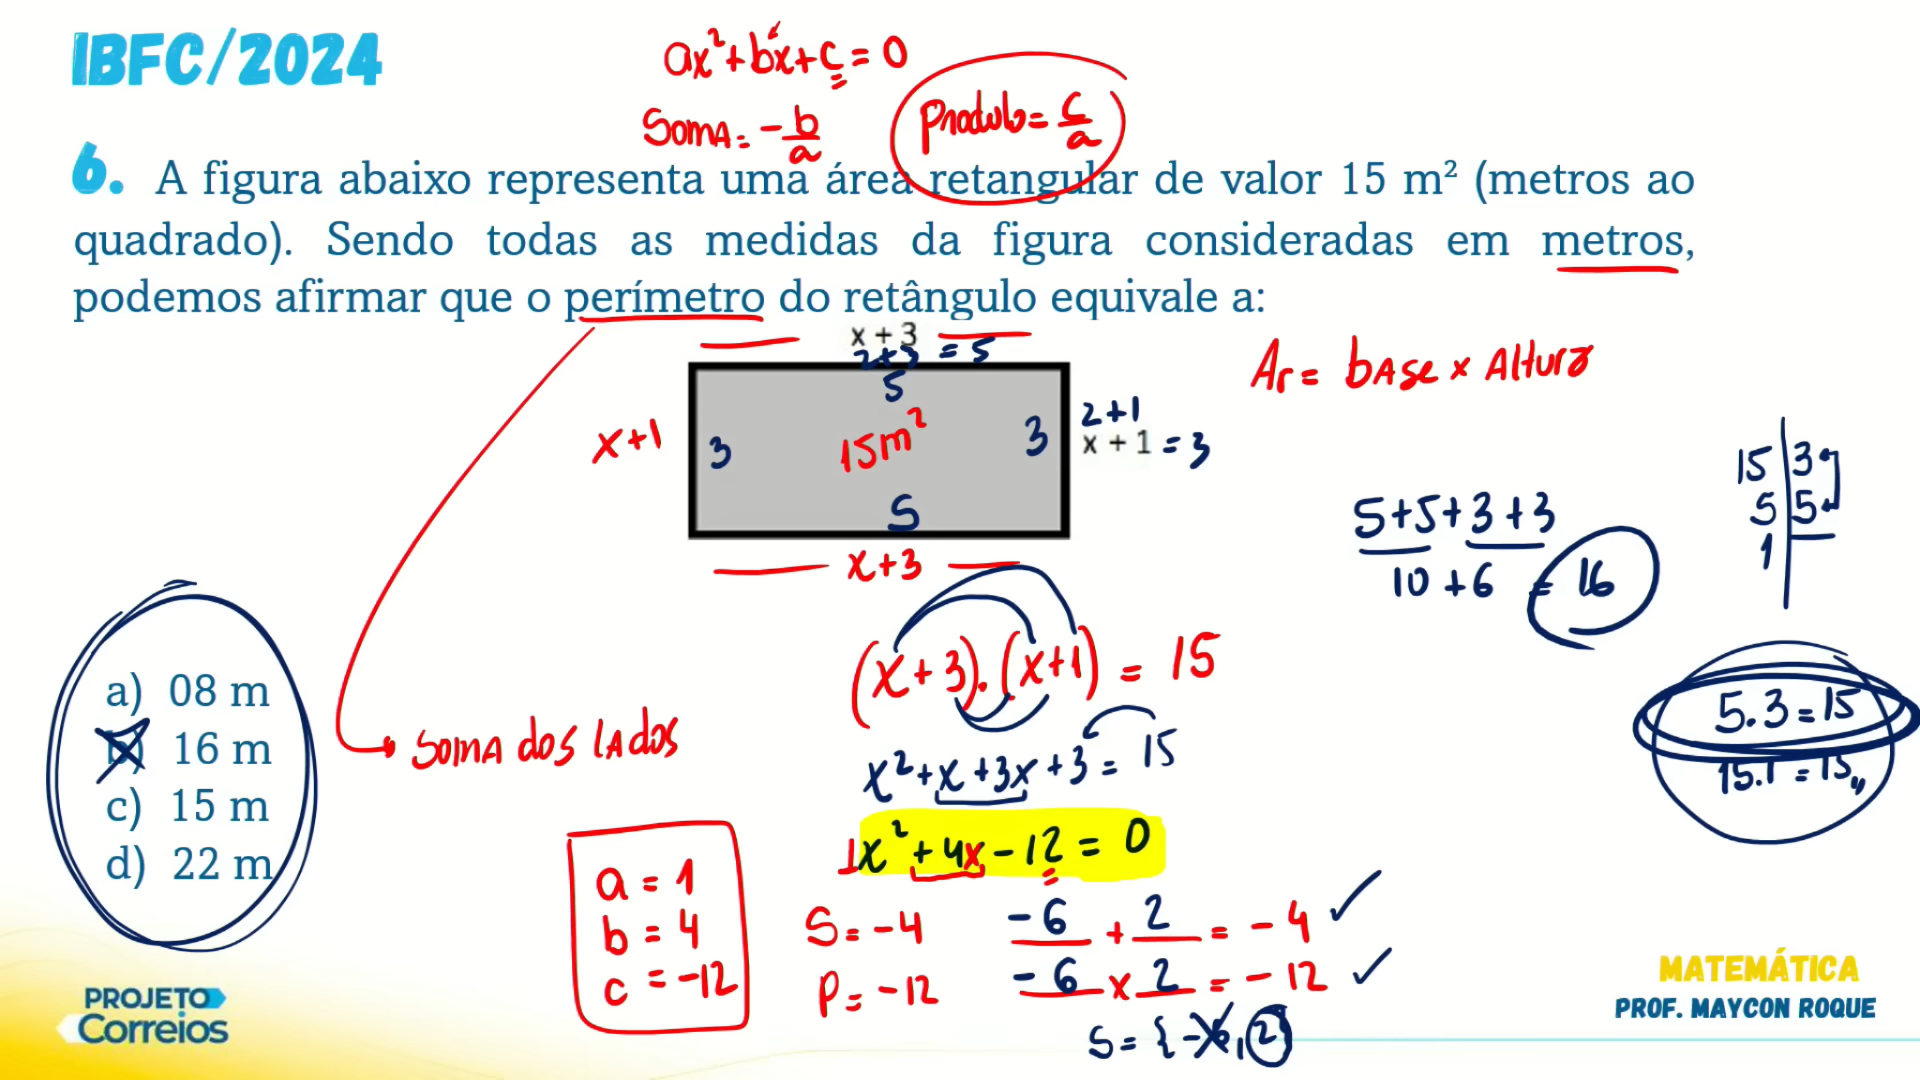 IBFC/2024
ax²+bx+c=0
Soma=-b/a
Produto=c/a
6. A figura abaixo representa uma área retangular de valor 15 m² (metros ao
quadrado). Sendo todas as medidas da figura consideradas em metros,
podemos afirmar que o perímetro do retângulo equivale a:
x + 3
2+3 = 5
5
Ar = bAse x Altura
x+1
3
15m²
3
2+1
x + 1 = 3
5
x+3
15 3
5 5
1
5+5+3+3
10+6 = 16
(x+3).(x+1) = 15
a) 08 m
b) 16 m
c) 15 m
d) 22 m
soma dos lados
x²+x+3x+3=15
1x²+4x-12=0
5.3=15
15.1=15,,
a=1
b=4
c=-12
S=-4
P=-12
-6 + 2 = -4
-6 x 2 = -12
S={-6,2}
PROJETO
Correios
MATEMÁTICA
PROF. MAYCON ROQUE